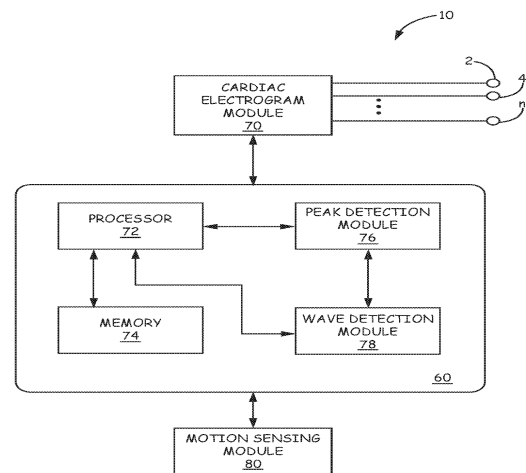 10
2
4
n
CARDIAC
ELECTROGRAM
MODULE
70
PROCESSOR
72
PEAK DETECTION
MODULE
76
MEMORY
74
WAVE DETECTION
MODULE
78
60
MOTION SENSING
MODULE
80